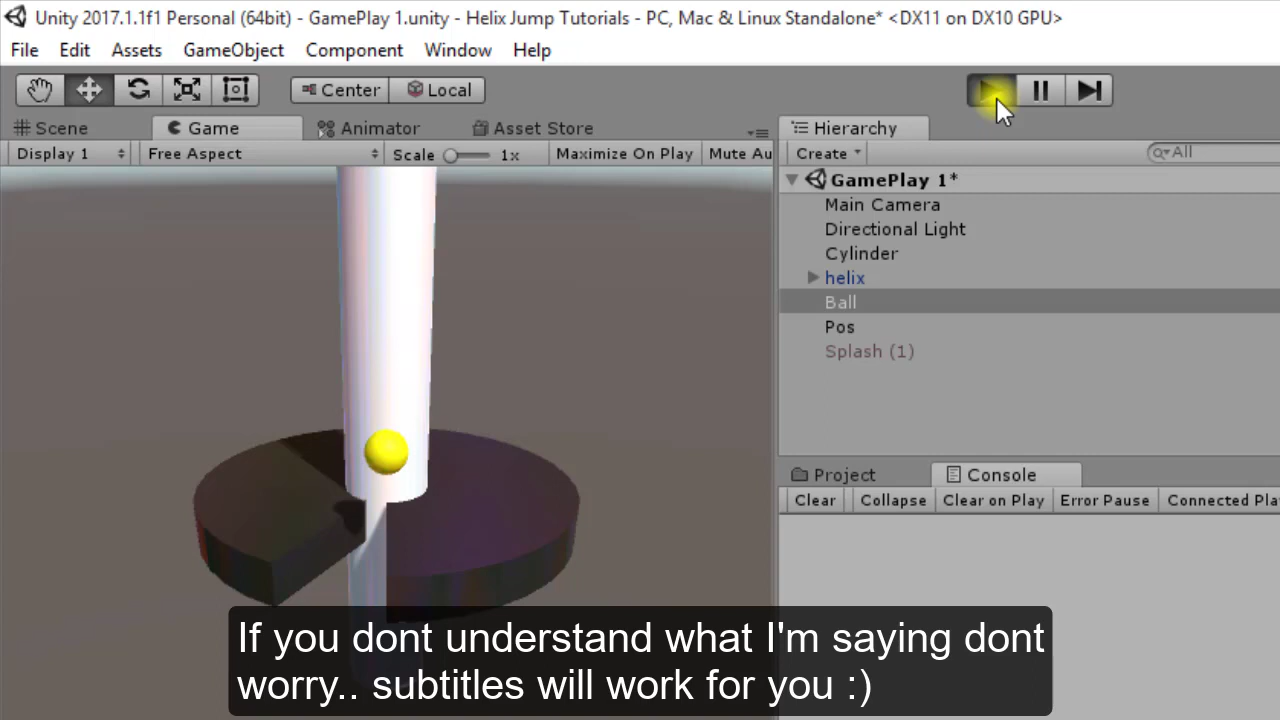 Unity 2017.1.1f1 Personal (64bit) - GamePlay 1.unity - Helix Jump Tutorials - PC, Mac & Linux Standalone* <DX11 on DX10 GPU>
File Edit Assets GameObject Component Window Help
Center Local
Scene Game Animator Asset Store Hierarchy
Display 1 Free Aspect Scale 1x Maximize On Play Mute Au Create All
GamePlay 1*
Main Camera
Directional Light
Cylinder
helix
Ball
Pos
Splash (1)
Project Console
Clear Collapse Clear on Play Error Pause Connected Pla
If you dont understand what I'm saying dont
worry.. subtitles will work for you :)